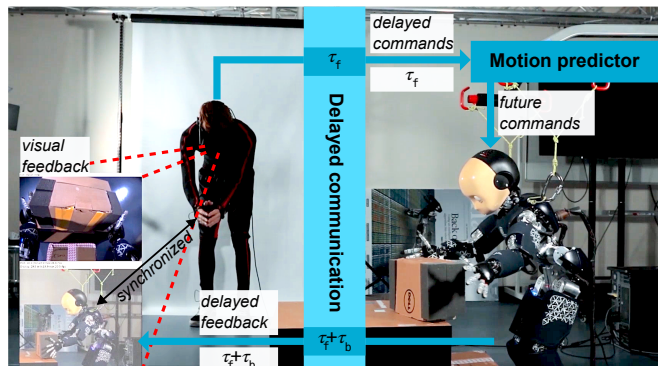 delayed
commands
τf
τf
Motion predictor
future
commands
visual
feedback
Delayed communication
synchronized
delayed
feedback
τf+τb
τf+τb
DELL